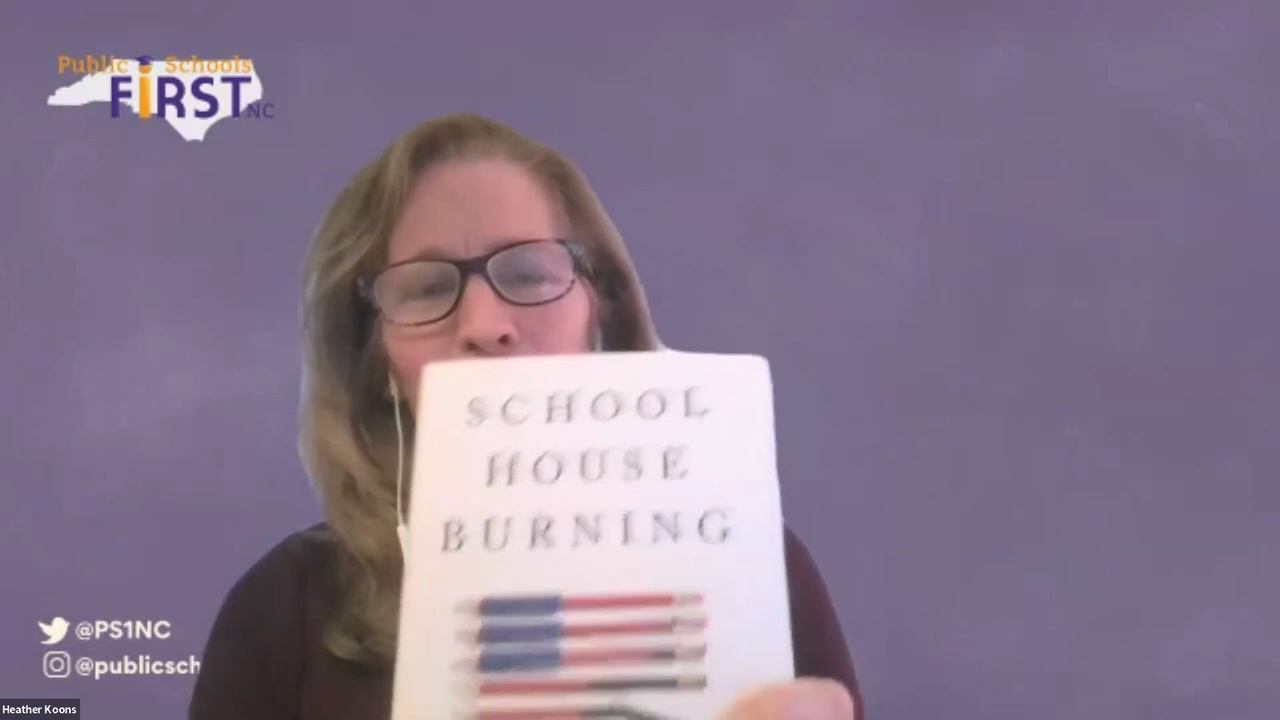 Public Schools
FiRST NC
SCHOOL
HOUSE
BURNING
@PS1NC
@publicsch
Heather Koons